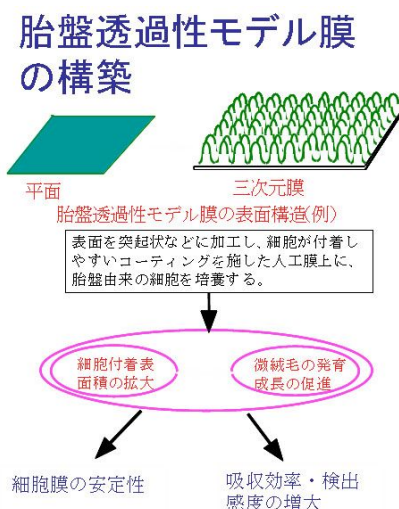 胎盤透過性モデル膜
の構築
平面
三次元膜
胎盤透過性モデル膜の表面構造(例)
表面を突起状などに加工し、細胞が付着し
やすいコーティングを施した人工膜上に、
胎盤由来の細胞を培養する。
細胞付着表
面積の拡大
微絨毛の発育
成長の促進
細胞膜の安定性
吸収効率・検出
感度の増大